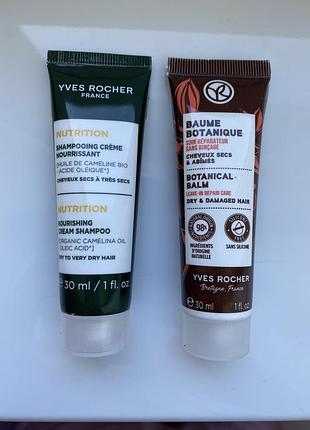 YVES ROCHER
FRANCE
NUTRITION
SHAMPOOING CRÈME
NOURRISSANT
[HUILE DE CAMELINE BIO
ACIDE OLÉIQUE*]
CHEVEUX SECS À TRÈS SECS
NUTRITION
NOURISHING
CREAM SHAMPOO
[ORGANIC CAMELINA OIL
OLEIC ACID*]
DRY TO VERY DRY HAIR
℮ 30 ml / 1 fl. oz.
YR
BAUME
BOTANIQUE
SOIN RÉPARATEUR
SANS RINÇAGE
CHEVEUX SECS
& ABÎMÉS
BOTANICAL-
BALM
LEAVE-IN REPAIR CARE
DRY & DAMAGED HAIR
98%
INGRÉDIENTS
D'ORIGINE
NATURELLE
SANS SILICONE
YVES ROCHER
Bretagne, France
℮ 30 ml 1 fl. oz.